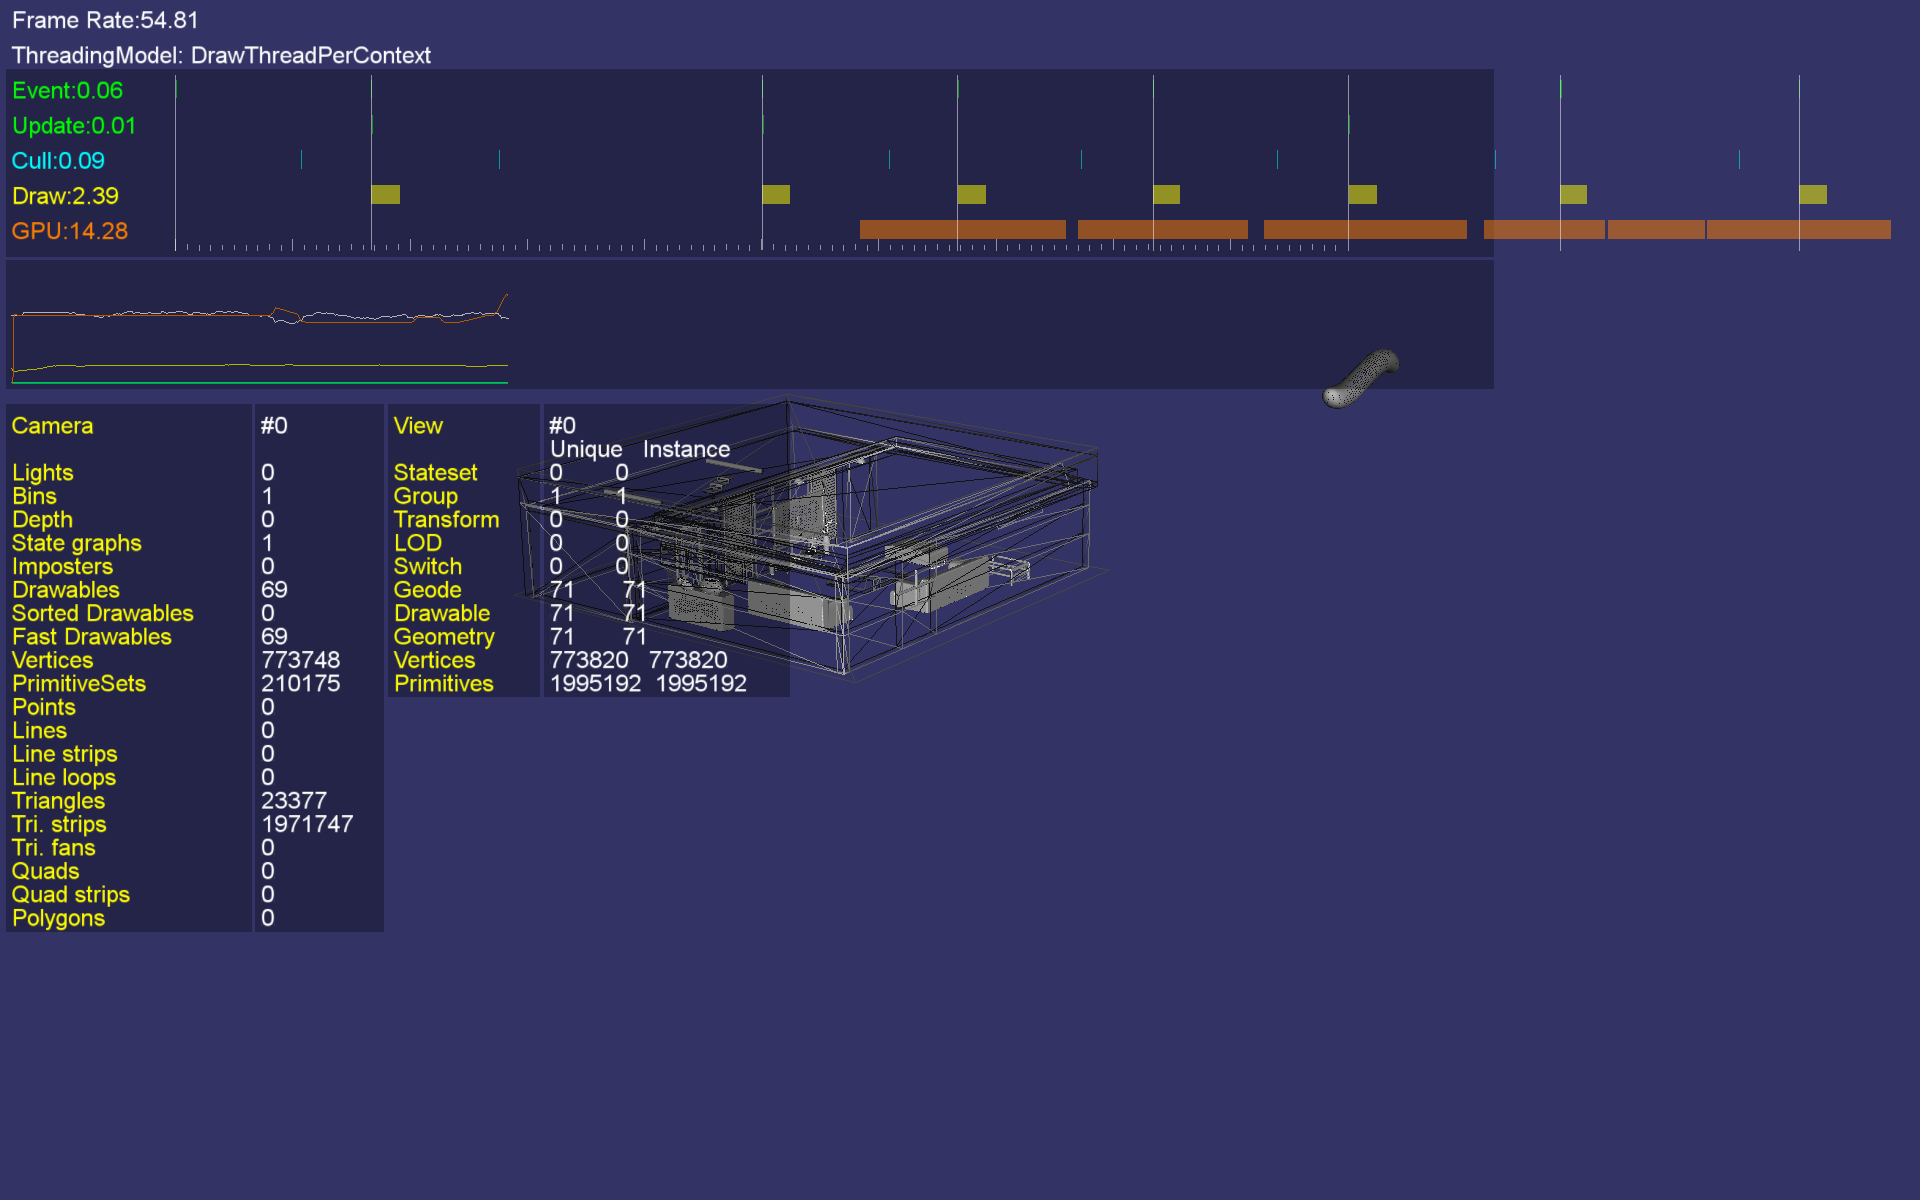 Frame Rate:54.81
ThreadingModel: DrawThreadPerContext
Event:0.06
Update:0.01
Cull:0.09
Draw:2.39
GPU:14.28
Camera #0
Lights 0
Bins 1
Depth 0
State graphs 1
Imposters 0
Drawables 69
Sorted Drawables 0
Fast Drawables 69
Vertices 773748
PrimitiveSets 210175
Points 0
Lines 0
Line strips 0
Line loops 0
Triangles 23377
Tri. strips 1971747
Tri. fans 0
Quads 0
Quad strips 0
Polygons 0
View #0
Unique Instance
Stateset 0 0
Group 1 1
Transform 0 0
LOD 0 0
Switch 0 0
Geode 71 71
Drawable 71 71
Geometry 71 71
Vertices 773820 773820
Primitives 1995192 1995192